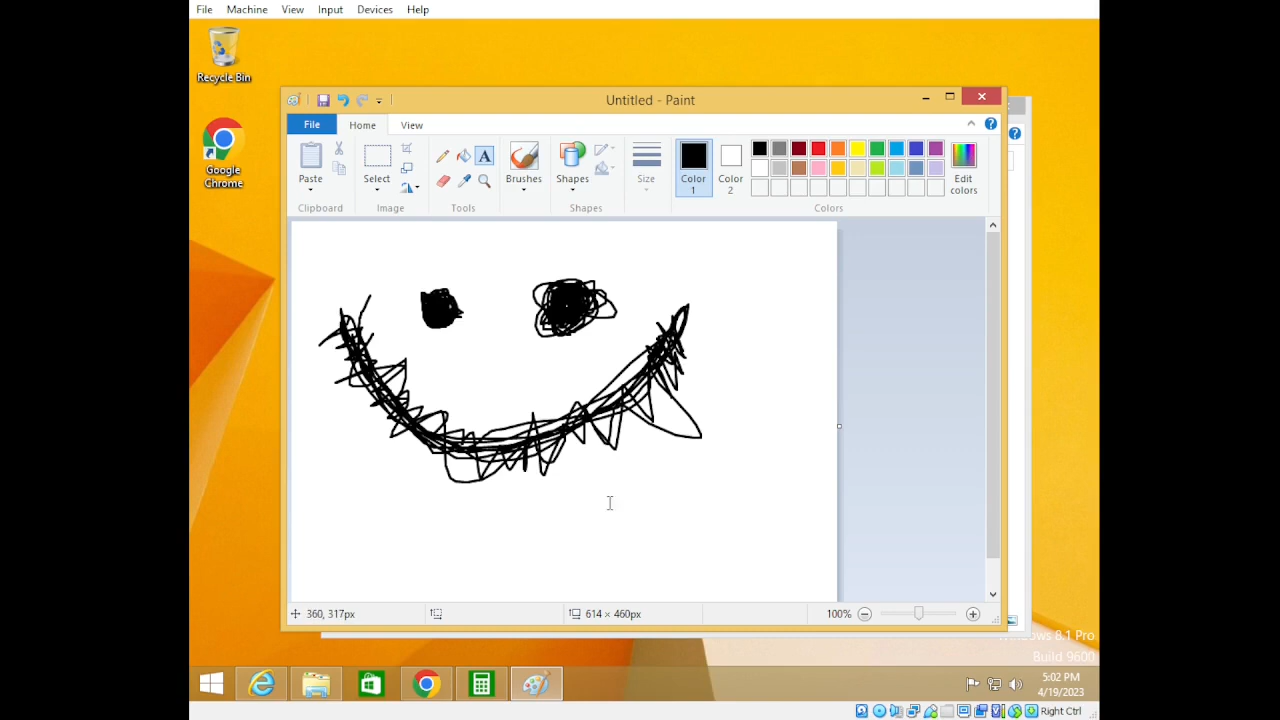 File Machine View Input Devices Help
Recycle Bin
Google
Chrome
Untitled - Paint
File Home View
Paste Select Brushes Shapes Size Color
1 Color
2 Edit
colors
Clipboard Image Tools Shapes Colors
A
360, 317px 614 × 460px 100%
Windows 8.1 Pro
Build 9600
5:02 PM
4/19/2023
Right Ctrl